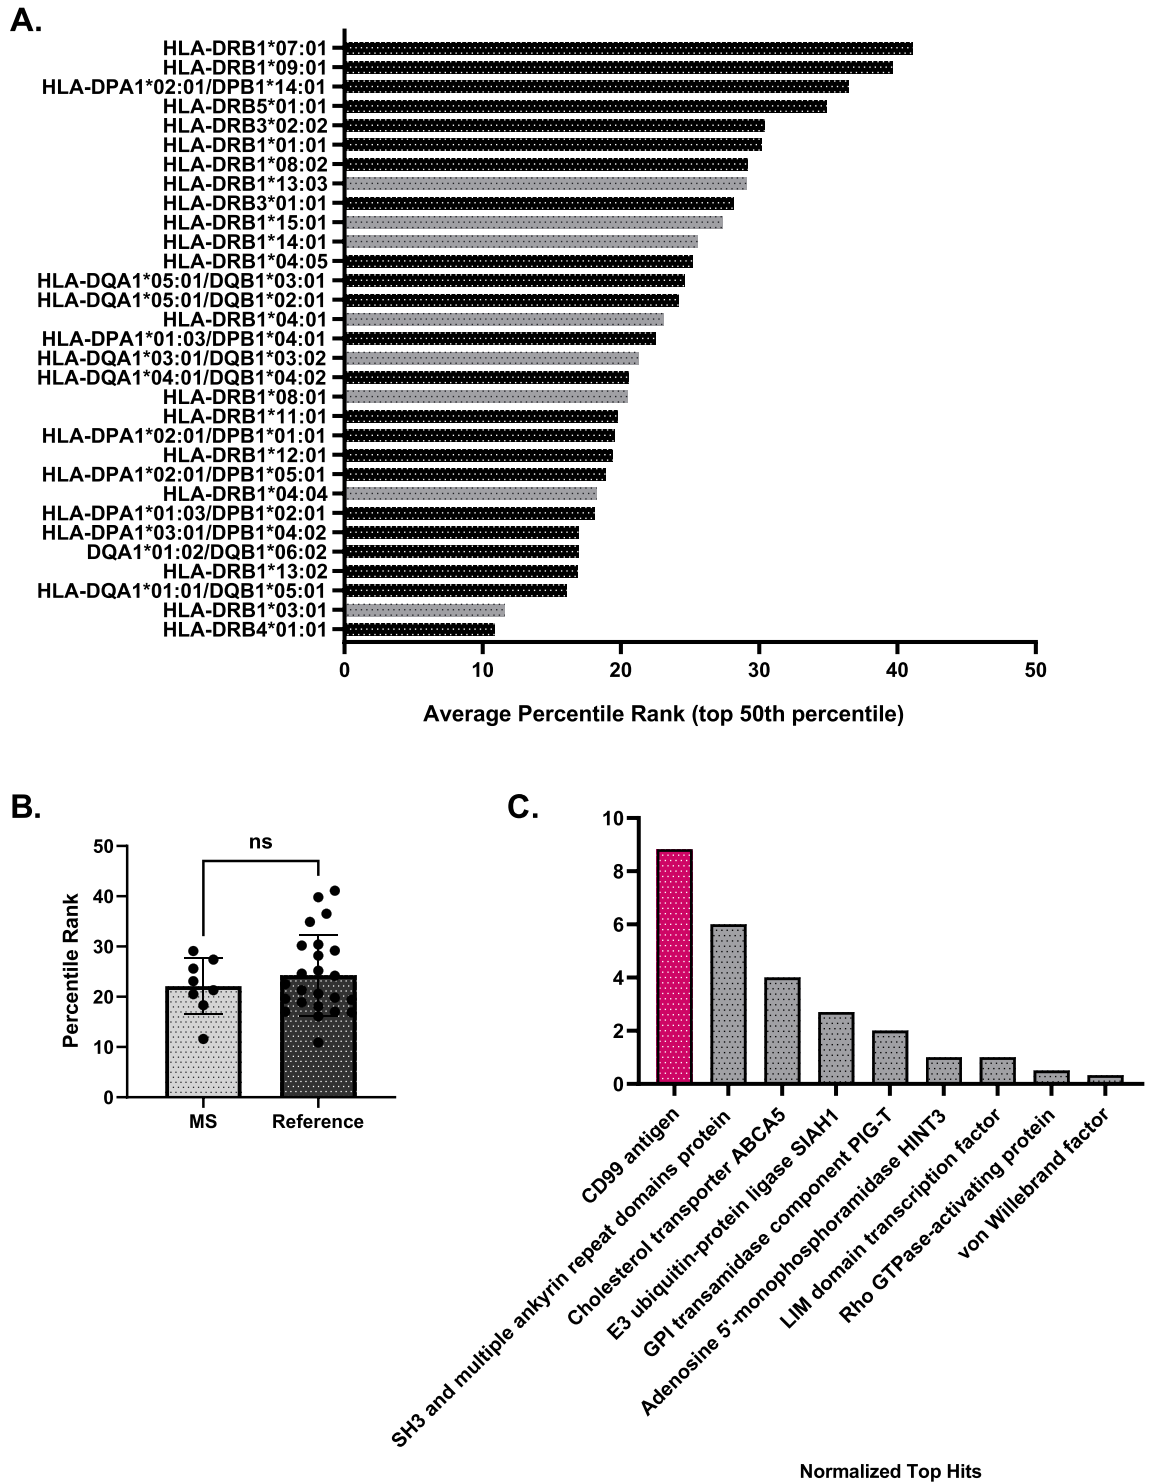 A.
HLA-DRB1*07:01
HLA-DRB1*09:01
HLA-DPA1*02:01/DPB1*14:01
HLA-DRB5*01:01
HLA-DRB3*02:02
HLA-DRB1*01:01
HLA-DRB1*08:02
HLA-DRB1*13:03
HLA-DRB3*01:01
HLA-DRB1*15:01
HLA-DRB1*14:01
HLA-DRB1*04:05
HLA-DQA1*05:01/DQB1*03:01
HLA-DQA1*05:01/DQB1*02:01
HLA-DRB1*04:01
HLA-DPA1*01:03/DPB1*04:01
HLA-DQA1*03:01/DQB1*03:02
HLA-DQA1*04:01/DQB1*04:02
HLA-DRB1*08:01
HLA-DRB1*11:01
HLA-DPA1*02:01/DPB1*01:01
HLA-DRB1*12:01
HLA-DPA1*02:01/DPB1*05:01
HLA-DRB1*04:04
HLA-DPA1*01:03/DPB1*02:01
HLA-DPA1*03:01/DPB1*04:02
DQA1*01:02/DQB1*06:02
HLA-DRB1*13:02
HLA-DQA1*01:01/DQB1*05:01
HLA-DRB1*03:01
HLA-DRB4*01:01
0 10 20 30 40 50
Average Percentile Rank (top 50th percentile)
B.
ns
50
40
30
20
10
0
Percentile Rank
MS Reference
C.
10
8
6
4
2
0
CD99 antigen
SH3 and multiple ankyrin repeat domains protein
Cholesterol transporter ABCA5
E3 ubiquitin-protein ligase SIAH1
GPI transamidase component PIG-T
Adenosine 5'-monophosphoramidase HINT3
LIM domain transcription factor
Rho GTPase-activating protein
von Willebrand factor
Normalized Top Hits